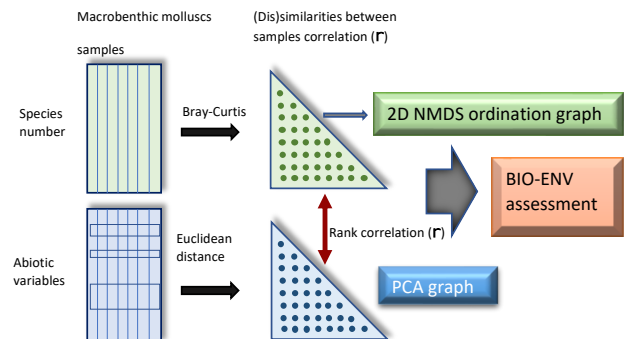 Macrobenthic molluscs
(Dis)similarities between
samples correlation (r)
samples
Species
number
Bray-Curtis
2D NMDS ordination graph
BIO-ENV
assessment
Abiotic
variables
Euclidean
distance
Rank correlation (r)
PCA graph